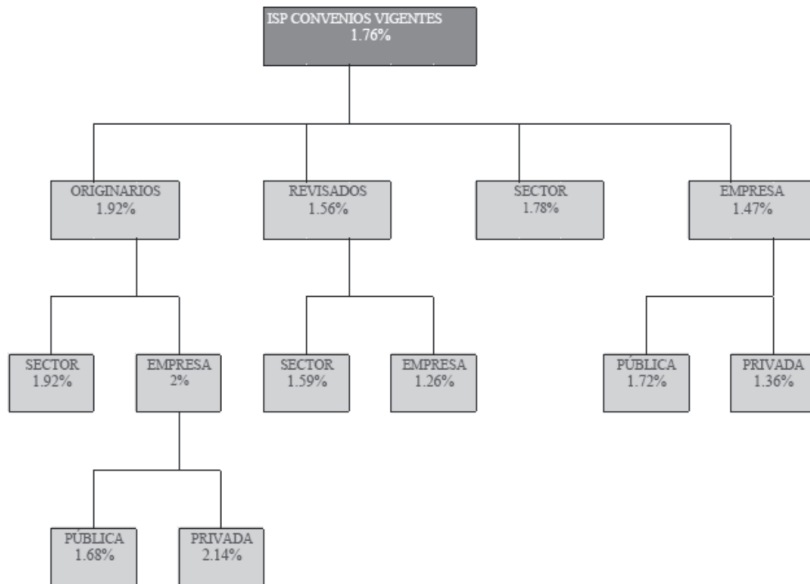 ISP CONVENIOS VIGENTES
1.76%
ORIGINARIOS
1.92%
REVISADOS
1.56%
SECTOR
1.78%
EMPRESA
1.47%
SECTOR
1.92%
EMPRESA
2%
SECTOR
1.59%
EMPRESA
1.26%
PÚBLICA
1.72%
PRIVADA
1.36%
PÚBLICA
1.68%
PRIVADA
2.14%